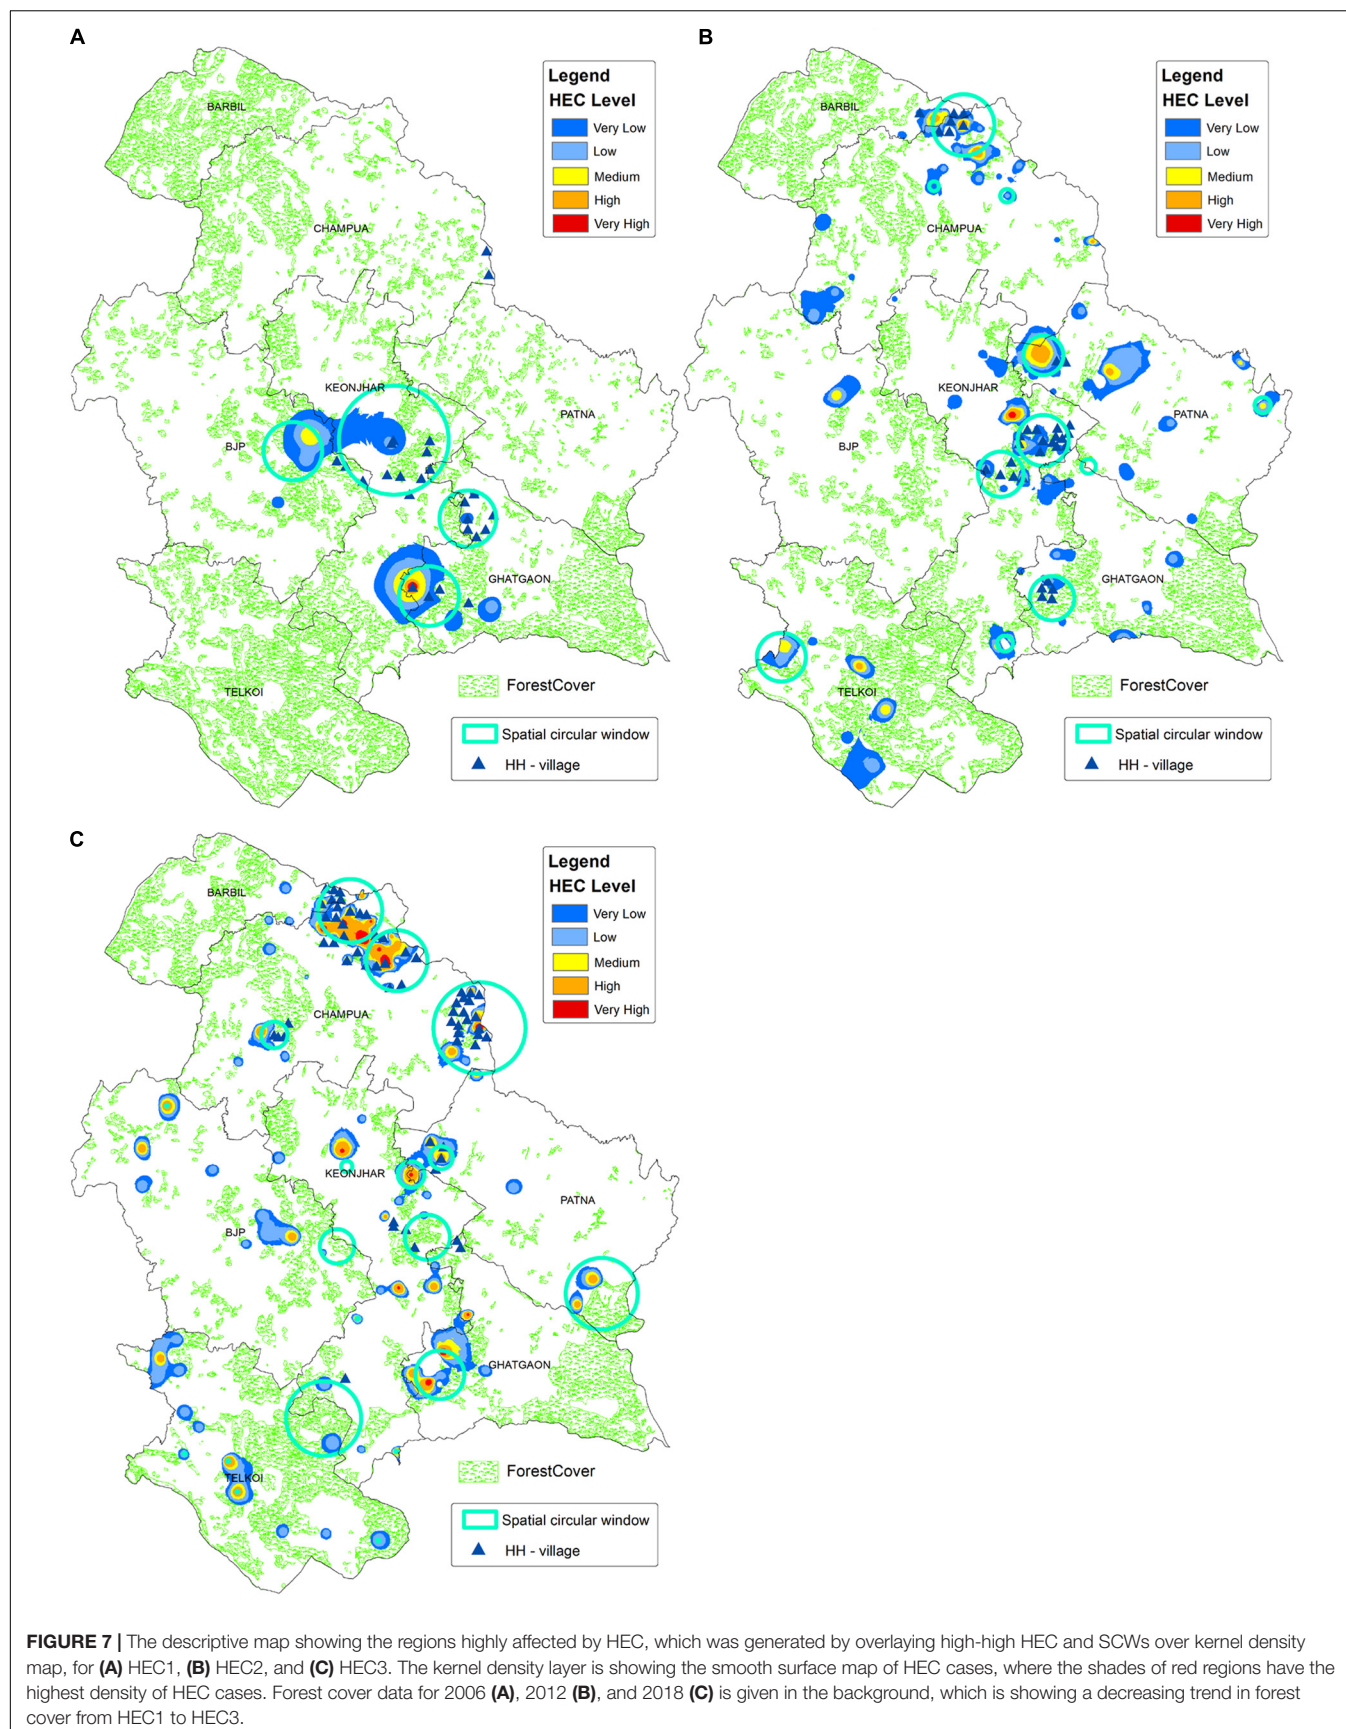 A
BARBIL
CHAMPUA
KEONJHAR
PATNA
BJP
GHATGAON
TELKOI
Legend
HEC Level
Very Low
Low
Medium
High
Very High
ForestCover
Spatial circular window
HH - village
B
BARBIL
CHAMPUA
KEONJHAR
PATNA
BJP
GHATGAON
TELKOI
Legend
HEC Level
Very Low
Low
Medium
High
Very High
ForestCover
Spatial circular window
HH - village
C
BARBIL
CHAMPUA
KEONJHAR
PATNA
BJP
GHATGAON
TELKOI
Legend
HEC Level
Very Low
Low
Medium
High
Very High
ForestCover
Spatial circular window
HH - village
FIGURE 7 | The descriptive map showing the regions highly affected by HEC, which was generated by overlaying high-high HEC and SCWs over kernel density
map, for (A) HEC1, (B) HEC2, and (C) HEC3. The kernel density layer is showing the smooth surface map of HEC cases, where the shades of red regions have the
highest density of HEC cases. Forest cover data for 2006 (A), 2012 (B), and 2018 (C) is given in the background, which is showing a decreasing trend in forest
cover from HEC1 to HEC3.